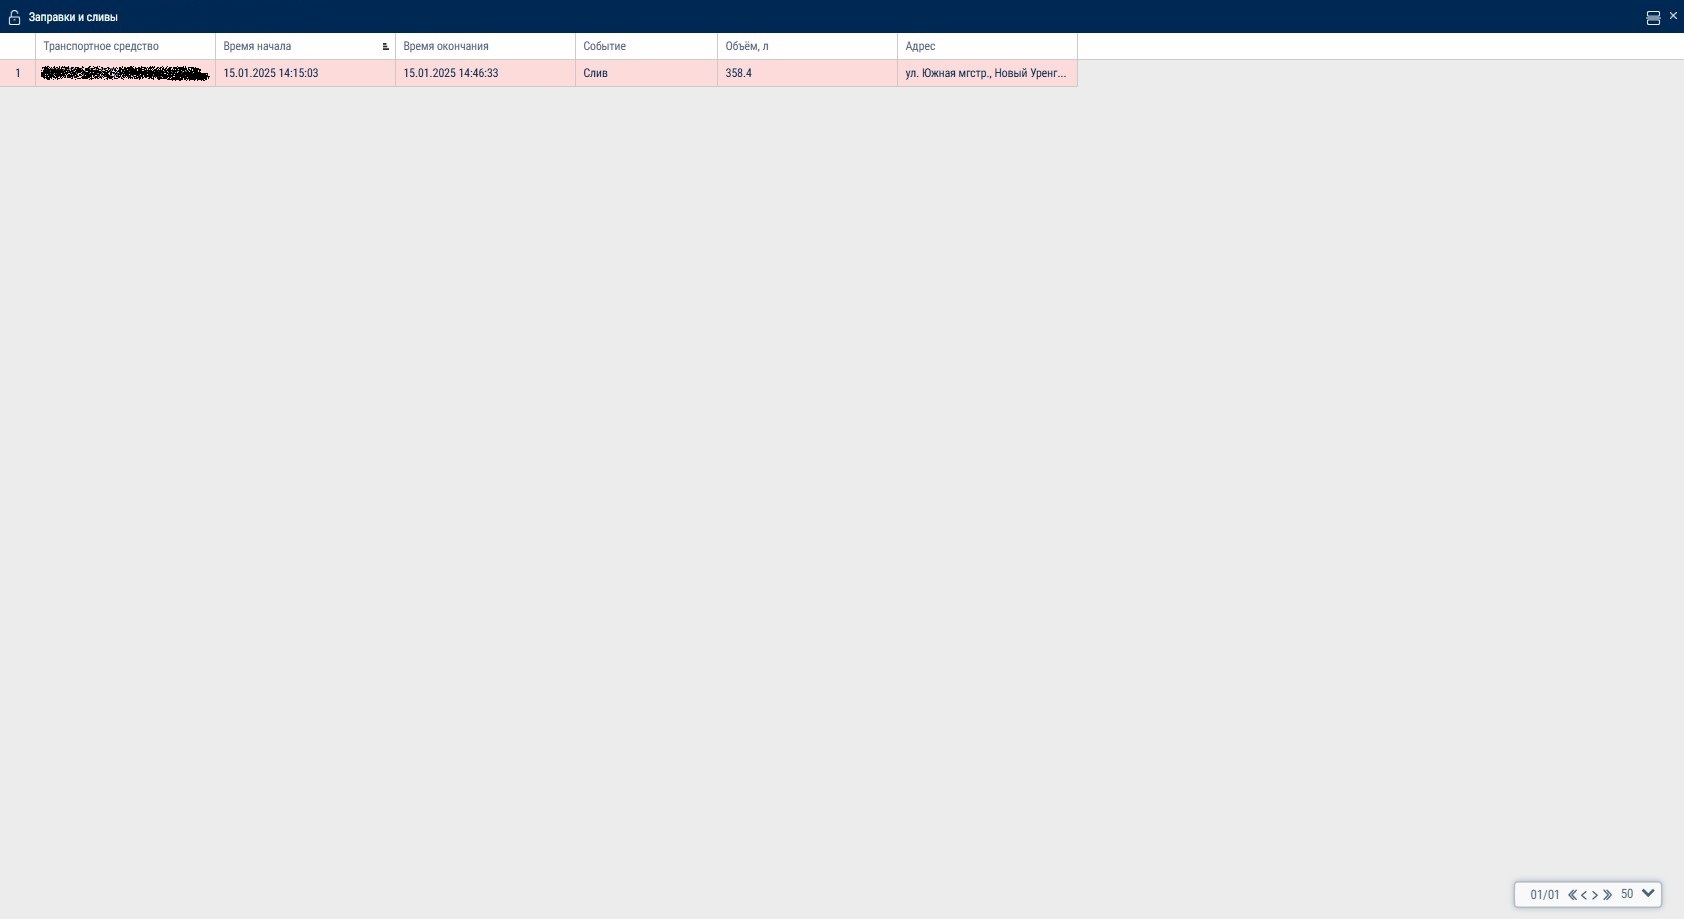 Заправки и сливы
Транспортное средство Время начала Время окончания Событие Объём, л Адрес
1 15.01.2025 14:15:03 15.01.2025 14:46:33 Слив 358.4 ул. Южная мгстр., Новый Уренг...
01/01 50